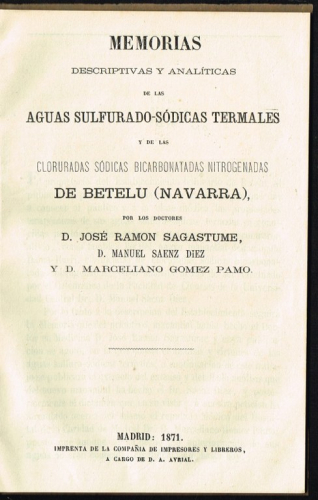 MEMORIAS
DESCRIPTIVAS Y ANALÍTICAS
DE LAS
AGUAS SULFURADO-SÓDICAS TERMALES
Y DE LAS
CLORURADAS SÓDICAS BICARBONATADAS NITROGENADAS
DE BETELU (NAVARRA),
POR LOS DOCTORES
D. JOSÉ RAMON SAGASTUME,
D. MANUEL SAENZ DIEZ
Y D. MARCELIANO GOMEZ PAMO.
MADRID: 1871.
IMPRENTA DE LA COMPAÑIA DE IMPRESORES Y LIBREROS,
Á CARGO DE D. A. AVRIAL.